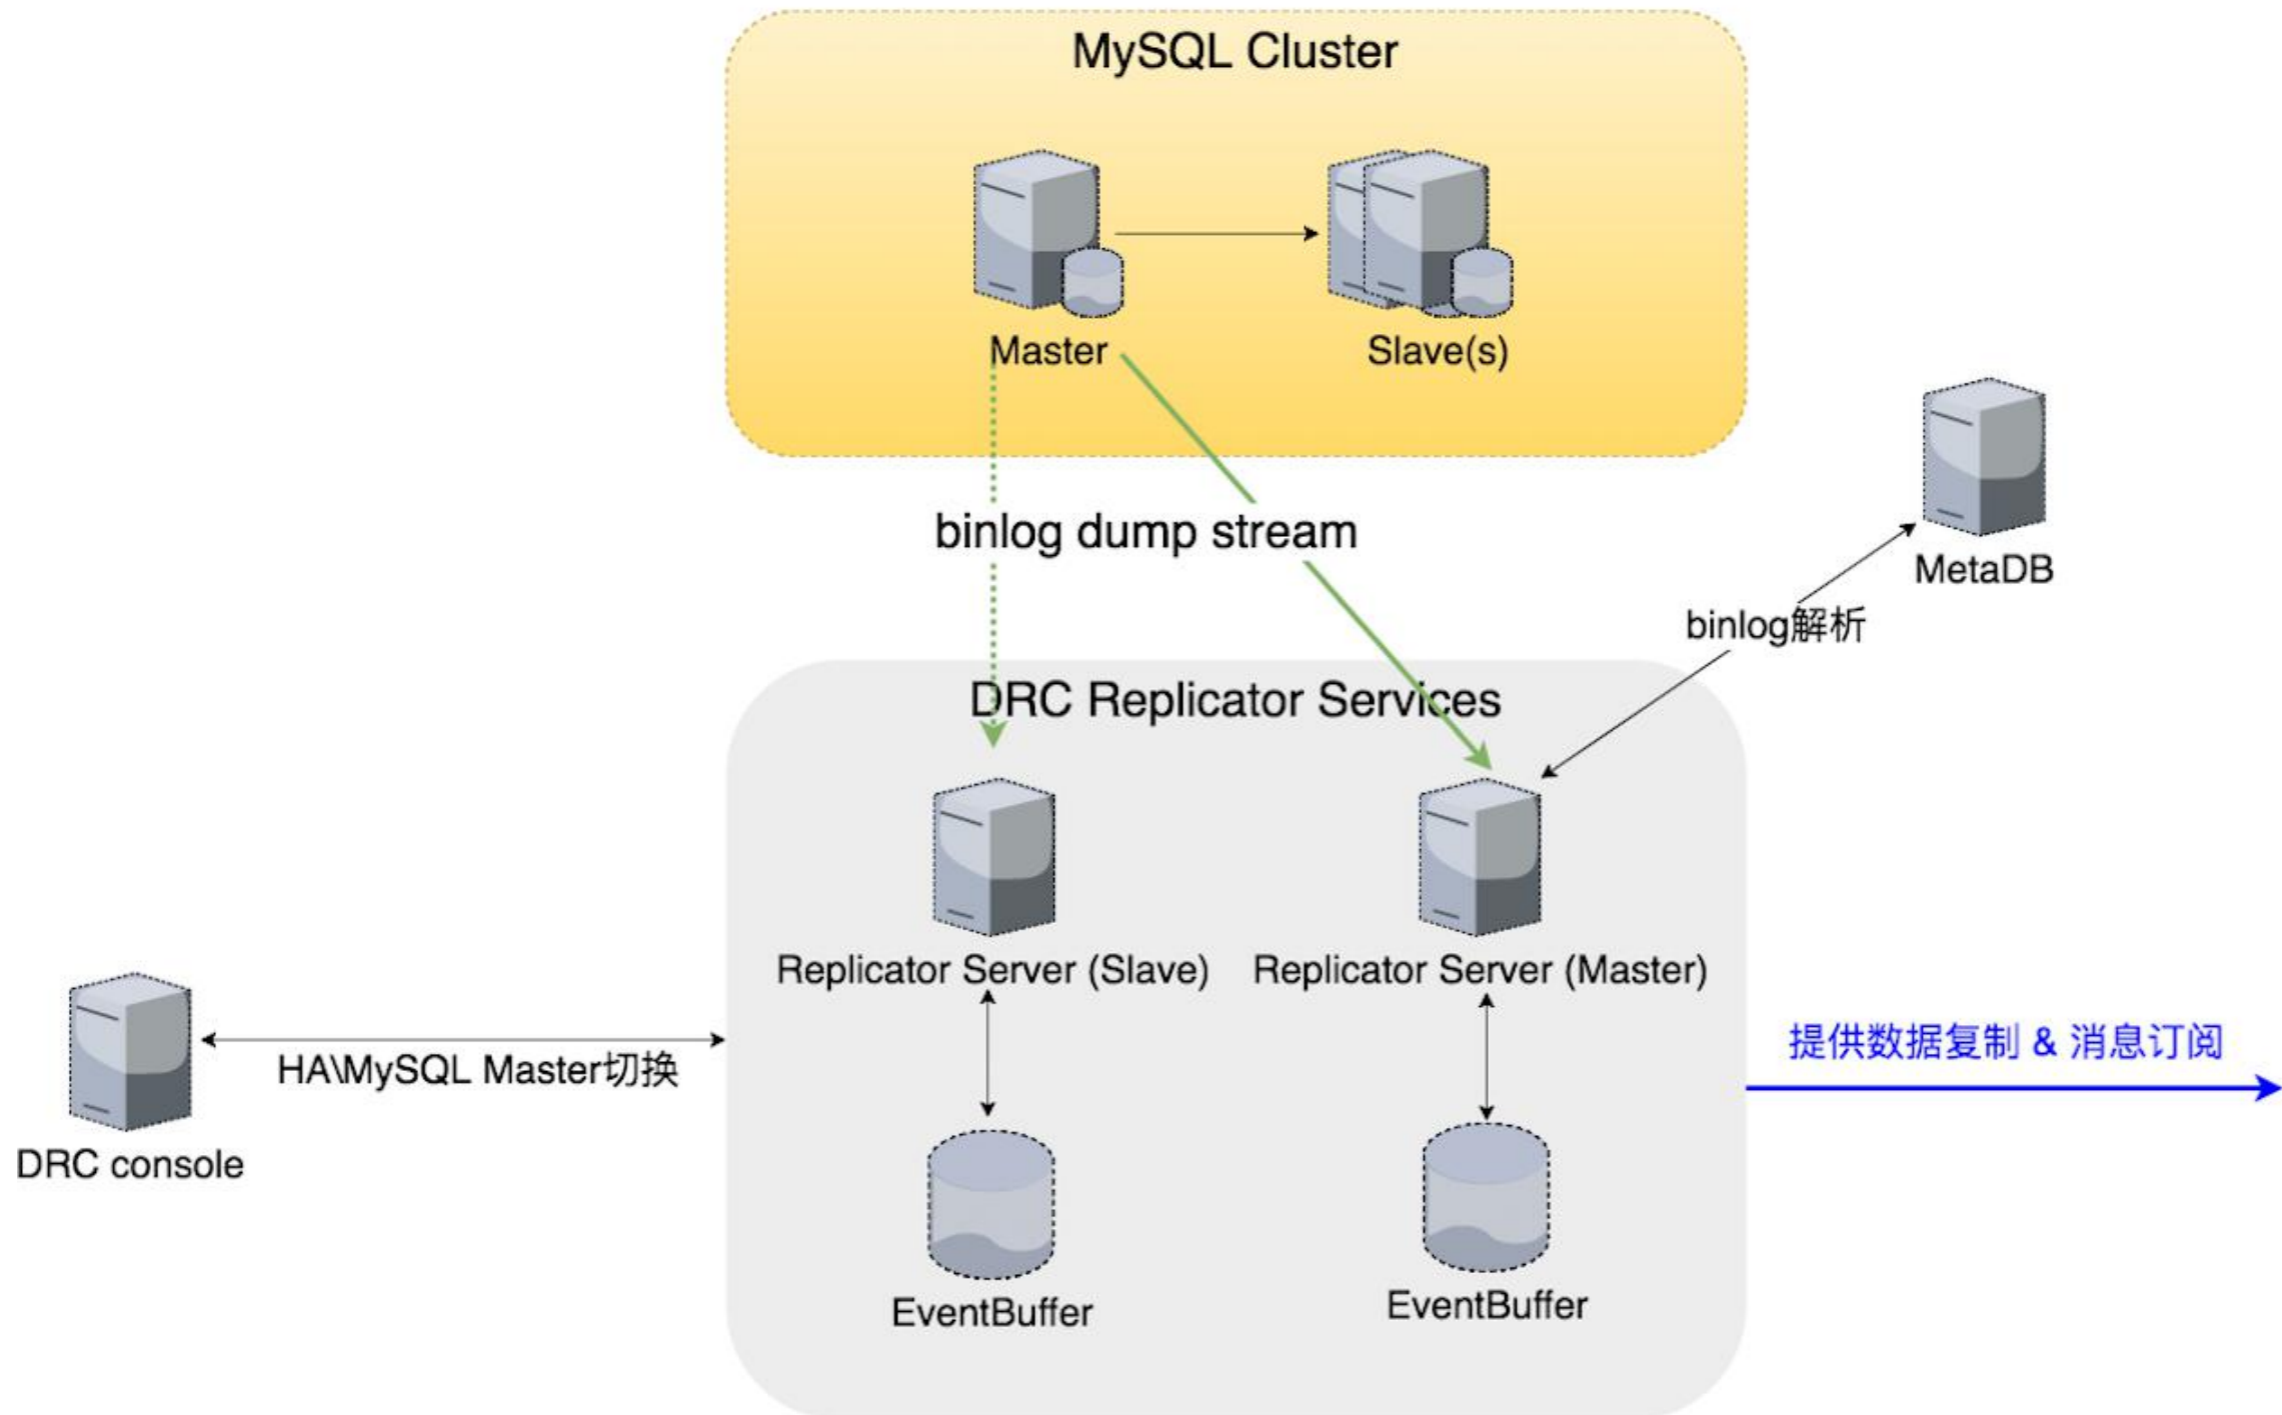 MySQL Cluster
Master
Slave(s)
binlog dump stream
MetaDB
binlog解析
DRC Replicator Services
Replicator Server (Slave)
Replicator Server (Master)
HA\MySQL Master切换
DRC console
提供数据复制 & 消息订阅
EventBuffer
EventBuffer